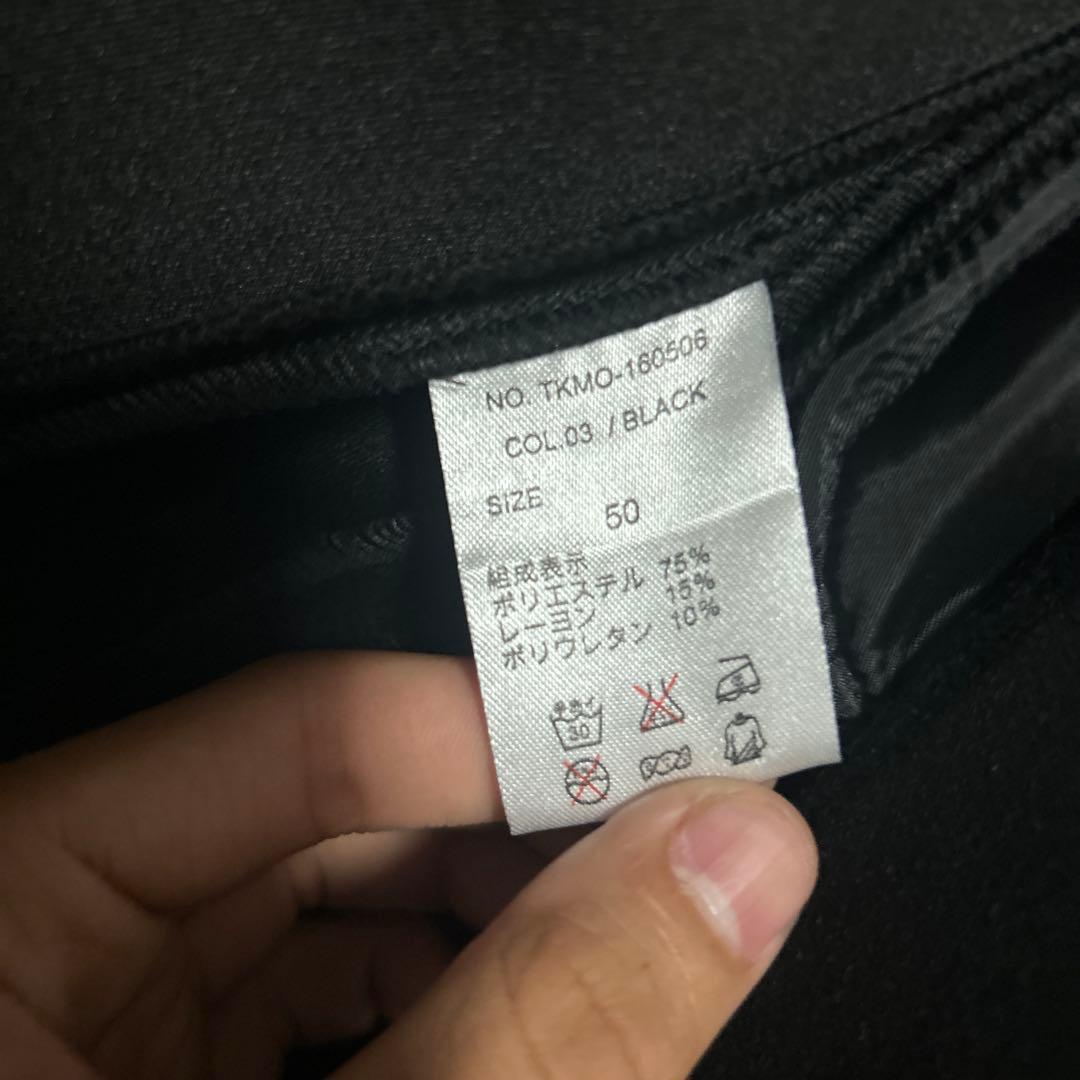 NO. TKMO-160506
COL.03 / BLACK
SIZE 50
組成表示
ポリエステル 75%
レーヨン 15%
ポリウレタン 10%
30